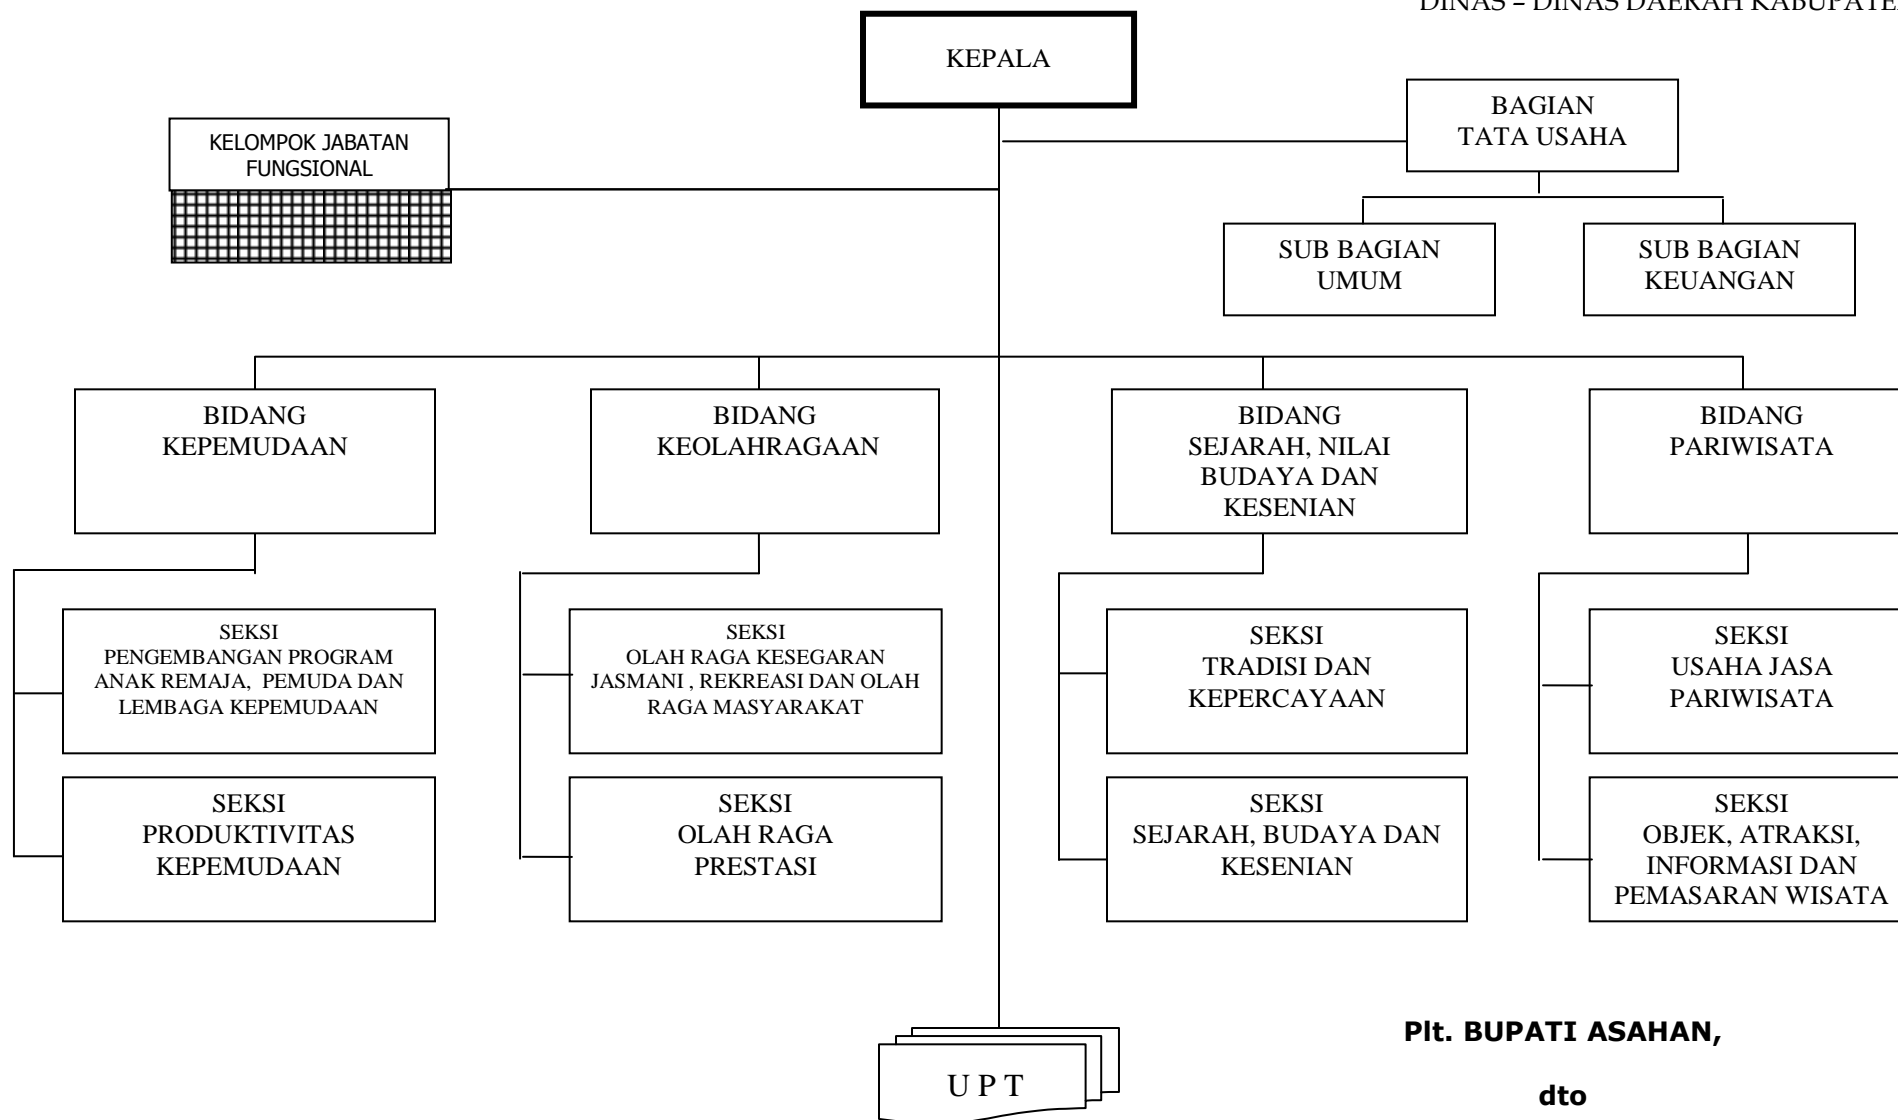 DINAS – DINAS DAERAH
KEPALA
BAGIAN
TATA USAHA
KELOMPOK JABATAN
FUNGSIONAL
SUB BAGIAN
UMUM
SUB BAGIAN
KEUANGAN
BIDANG
KEPEMUDAAN
BIDANG
KEOLAHRAGAAN
BIDANG
SEJARAH, NILAI
BUDAYA DAN
KESENIAN
BIDANG
PARIWISATA
SEKSI
PENGEMBANGAN PROGRAM
ANAK REMAJA, PEMUDA DAN
LEMBAGA KEPEMUDAAN
SEKSI
OLAH RAGA KESEGARAN
JASMANI , REKREASI DAN OLAH
RAGA MASYARAKAT
SEKSI
TRADISI DAN
KEPERCAYAAN
SEKSI
USAHA JASA
PARIWISATA
SEKSI
PRODUKTIVITAS
KEPEMUDAAN
SEKSI
OLAH RAGA
PRESTASI
SEKSI
SEJARAH, BUDAYA DAN
KESENIAN
SEKSI
OBJEK, ATRAKSI,
INFORMASI DAN
PEMASARAN WISATA
U P T
Plt. BUPATI ASAHAN,
dto